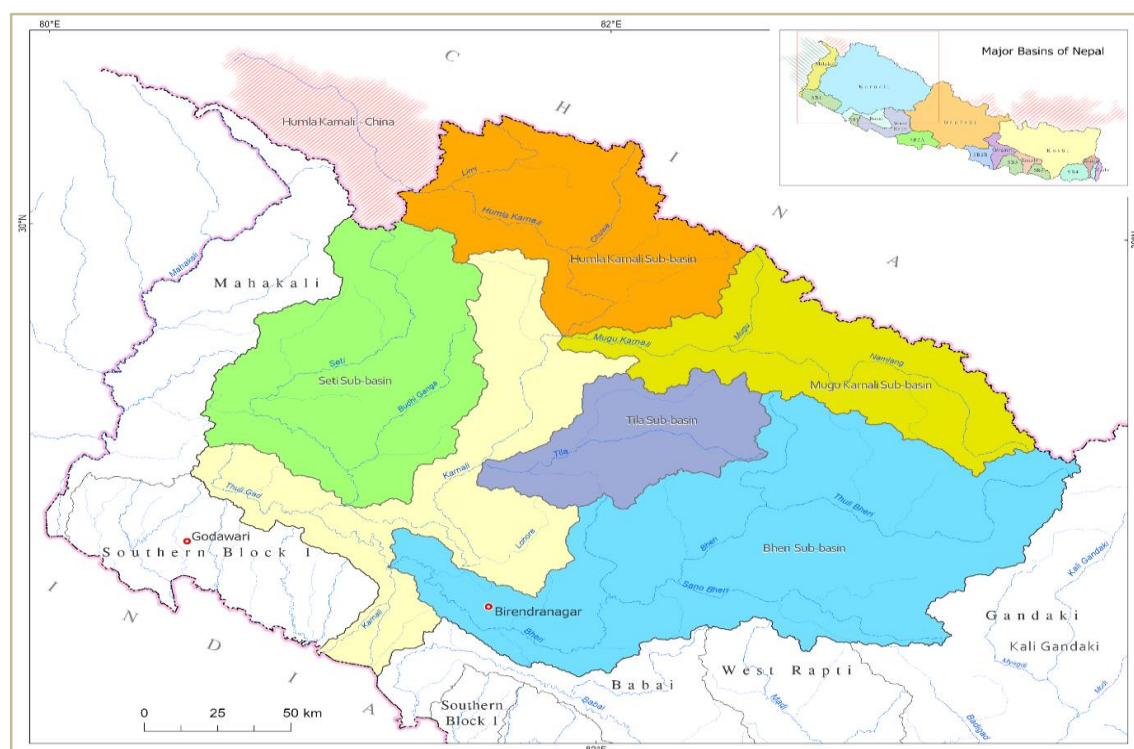 80°E
82°E
C H I N A
Major Basins of Nepal
Karnali
Koshi
Humla Karnali - China
Limi
Humla Karnali
Chuwa
30°N
Mahakali
Mahakali
Humla Karnali Sub-basin
Mugu Karnali
Mugu
Namlang
Mugu Karnali Sub-basin
Seti
Seti Sub-basin
Budhi Ganga
Tila Sub-basin
Tila
Karnali
Thuli Gad
Lohore
Thuli Bheri
Bheri
Bheri Sub-basin
Sano Bheri
Godawari
Southern Block I
Birendranagar
Karnali
Bheri
Kali Gandaki
Gandaki
Kali Gandaki
I N D I A
West Rapti
Babai
Babai
Madi
Badigad
Southern
Block I
0 25 50 km
82°E